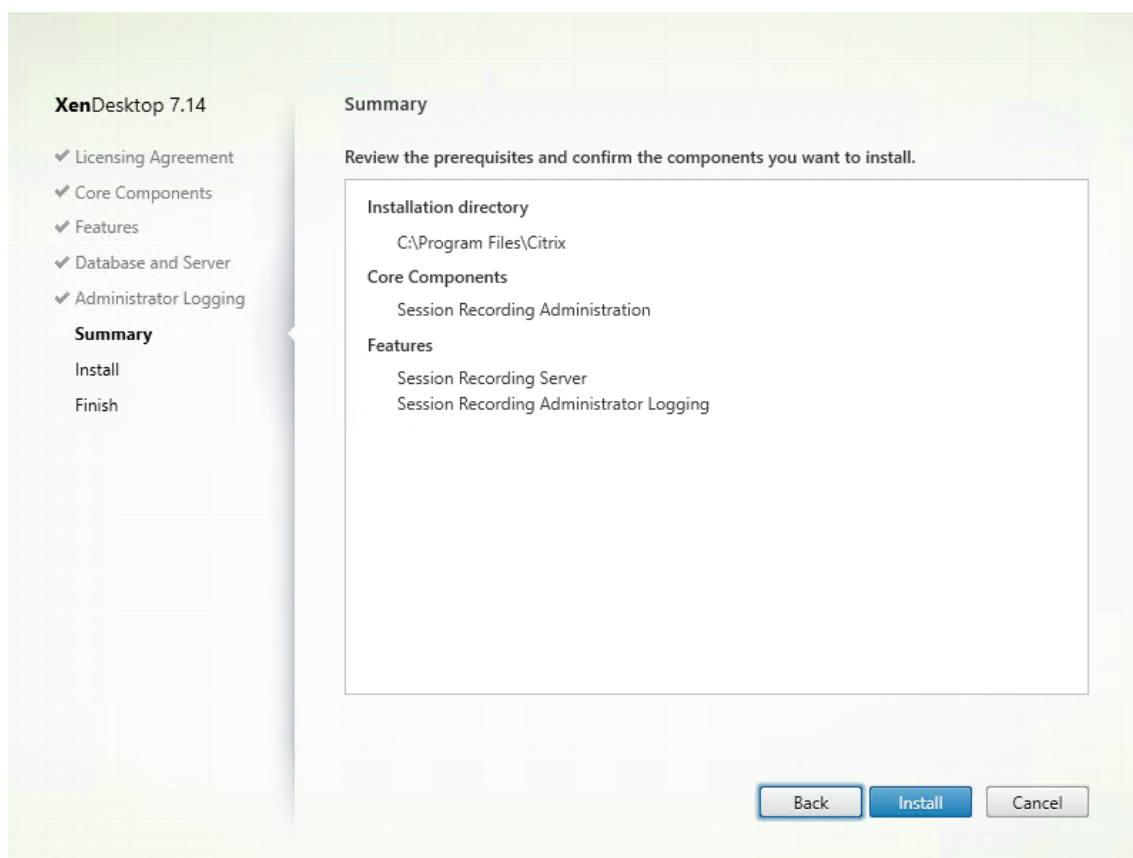 XenDesktop 7.14
Licensing Agreement
Core Components
Features
Database and Server
Administrator Logging
Summary
Install
Finish
Summary
Review the prerequisites and confirm the components you want to install.
Installation directory
C:\Program Files\Citrix
Core Components
Session Recording Administration
Features
Session Recording Server
Session Recording Administrator Logging
Back
Install
Cancel